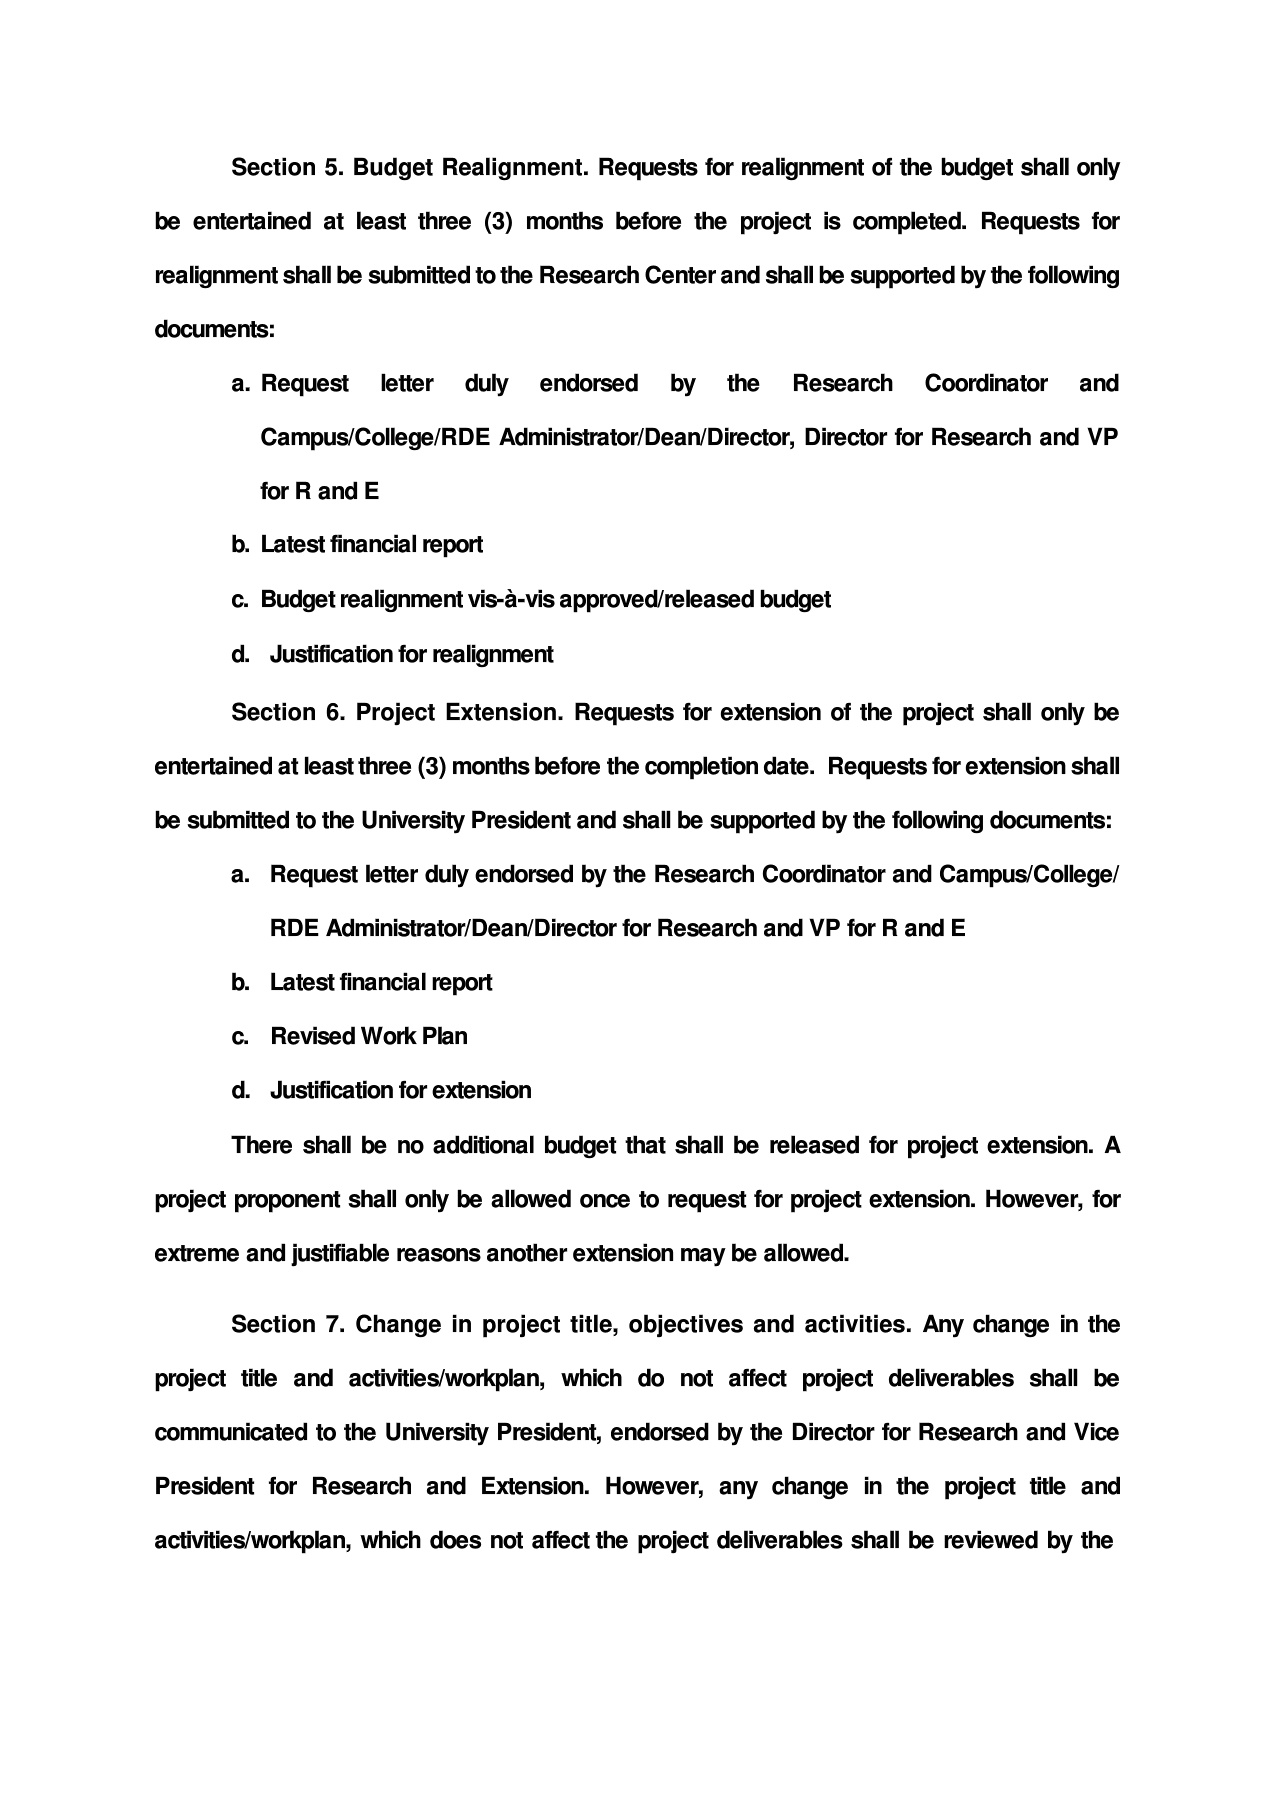 Section 5. Budget Realignment. Requests for realignment of the budget shall only
be entertained at least three (3) months before the project is completed. Requests for
realignment shall be submitted to the Research Center and shall be supported by the following
documents:
a. Request letter duly endorsed by the Research Coordinator and
Campus/College/RDE Administrator/Dean/Director, Director for Research and VP
for R and E
b. Latest financial report
c. Budget realignment vis-à-vis approved/released budget
d. Justification for realignment
Section 6. Project Extension. Requests for extension of the project shall only be
entertained at least three (3) months before the completion date. Requests for extension shall
be submitted to the University President and shall be supported by the following documents:
a. Request letter duly endorsed by the Research Coordinator and Campus/College/
RDE Administrator/Dean/Director for Research and VP for R and E
b. Latest financial report
c. Revised Work Plan
d. Justification for extension
There shall be no additional budget that shall be released for project extension. A
project proponent shall only be allowed once to request for project extension. However, for
extreme and justifiable reasons another extension may be allowed.
Section 7. Change in project title, objectives and activities. Any change in the
project title and activities/workplan, which do not affect project deliverables shall be
communicated to the University President, endorsed by the Director for Research and Vice
President for Research and Extension. However, any change in the project title and
activities/workplan, which does not affect the project deliverables shall be reviewed by the